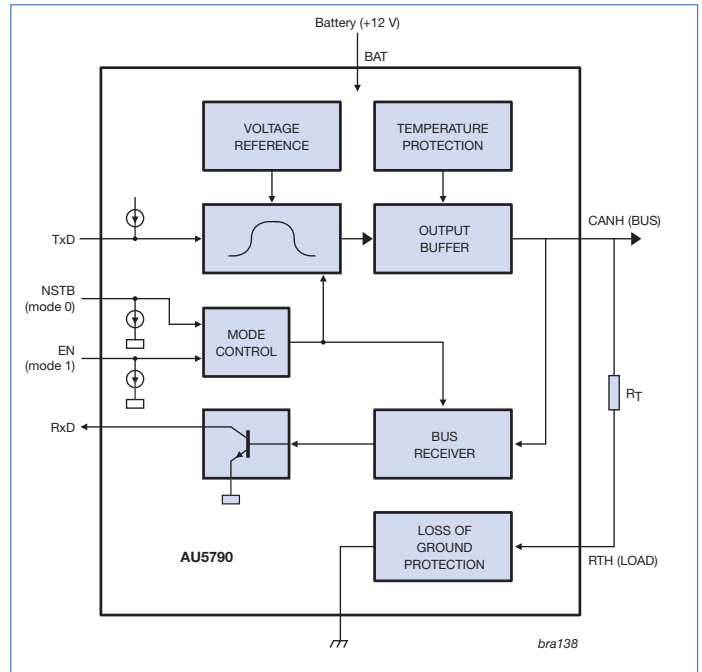 Battery (+12 V)
BAT
VOLTAGE
REFERENCE
TEMPERATURE
PROTECTION
TxD
OUTPUT
BUFFER
CANH (BUS)
NSTB
(mode 0)
MODE
CONTROL
EN
(mode 1)
RT
RxD
BUS
RECEIVER
LOSS OF
GROUND
PROTECTION
AU5790
RTH (LOAD)
bra138